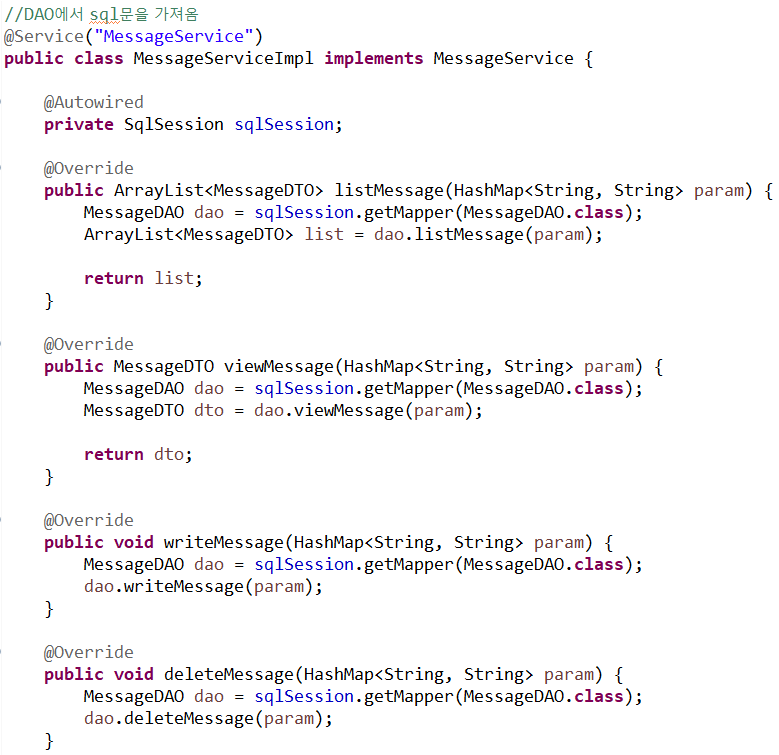 //DAO에서 sql문을 가져옴
@Service("MessageService")
public class MessageServiceImpl implements MessageService {
@Autowired
private SqlSession sqlSession;
@Override
public ArrayList<MessageDTO> listMessage(HashMap<String, String> param) {
MessageDAO dao = sqlSession.getMapper(MessageDAO.class);
ArrayList<MessageDTO> list = dao.listMessage(param);
return list;
}
@Override
public MessageDTO viewMessage(HashMap<String, String> param) {
MessageDAO dao = sqlSession.getMapper(MessageDAO.class);
MessageDTO dto = dao.viewMessage(param);
return dto;
}
@Override
public void writeMessage(HashMap<String, String> param) {
MessageDAO dao = sqlSession.getMapper(MessageDAO.class);
dao.writeMessage(param);
}
@Override
public void deleteMessage(HashMap<String, String> param) {
MessageDAO dao = sqlSession.getMapper(MessageDAO.class);
dao.deleteMessage(param);
}